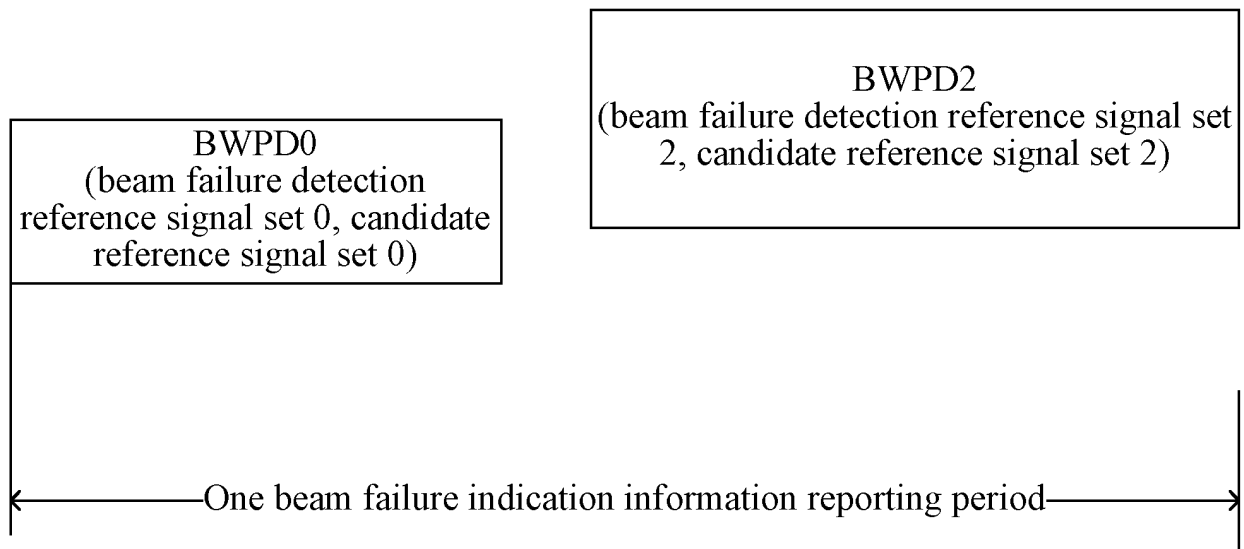 BWPD0
(beam failure detection
reference signal set 0, candidate
reference signal set 0)
BWPD2
(beam failure detection reference signal set
2, candidate reference signal set 2)
One beam failure indication information reporting period